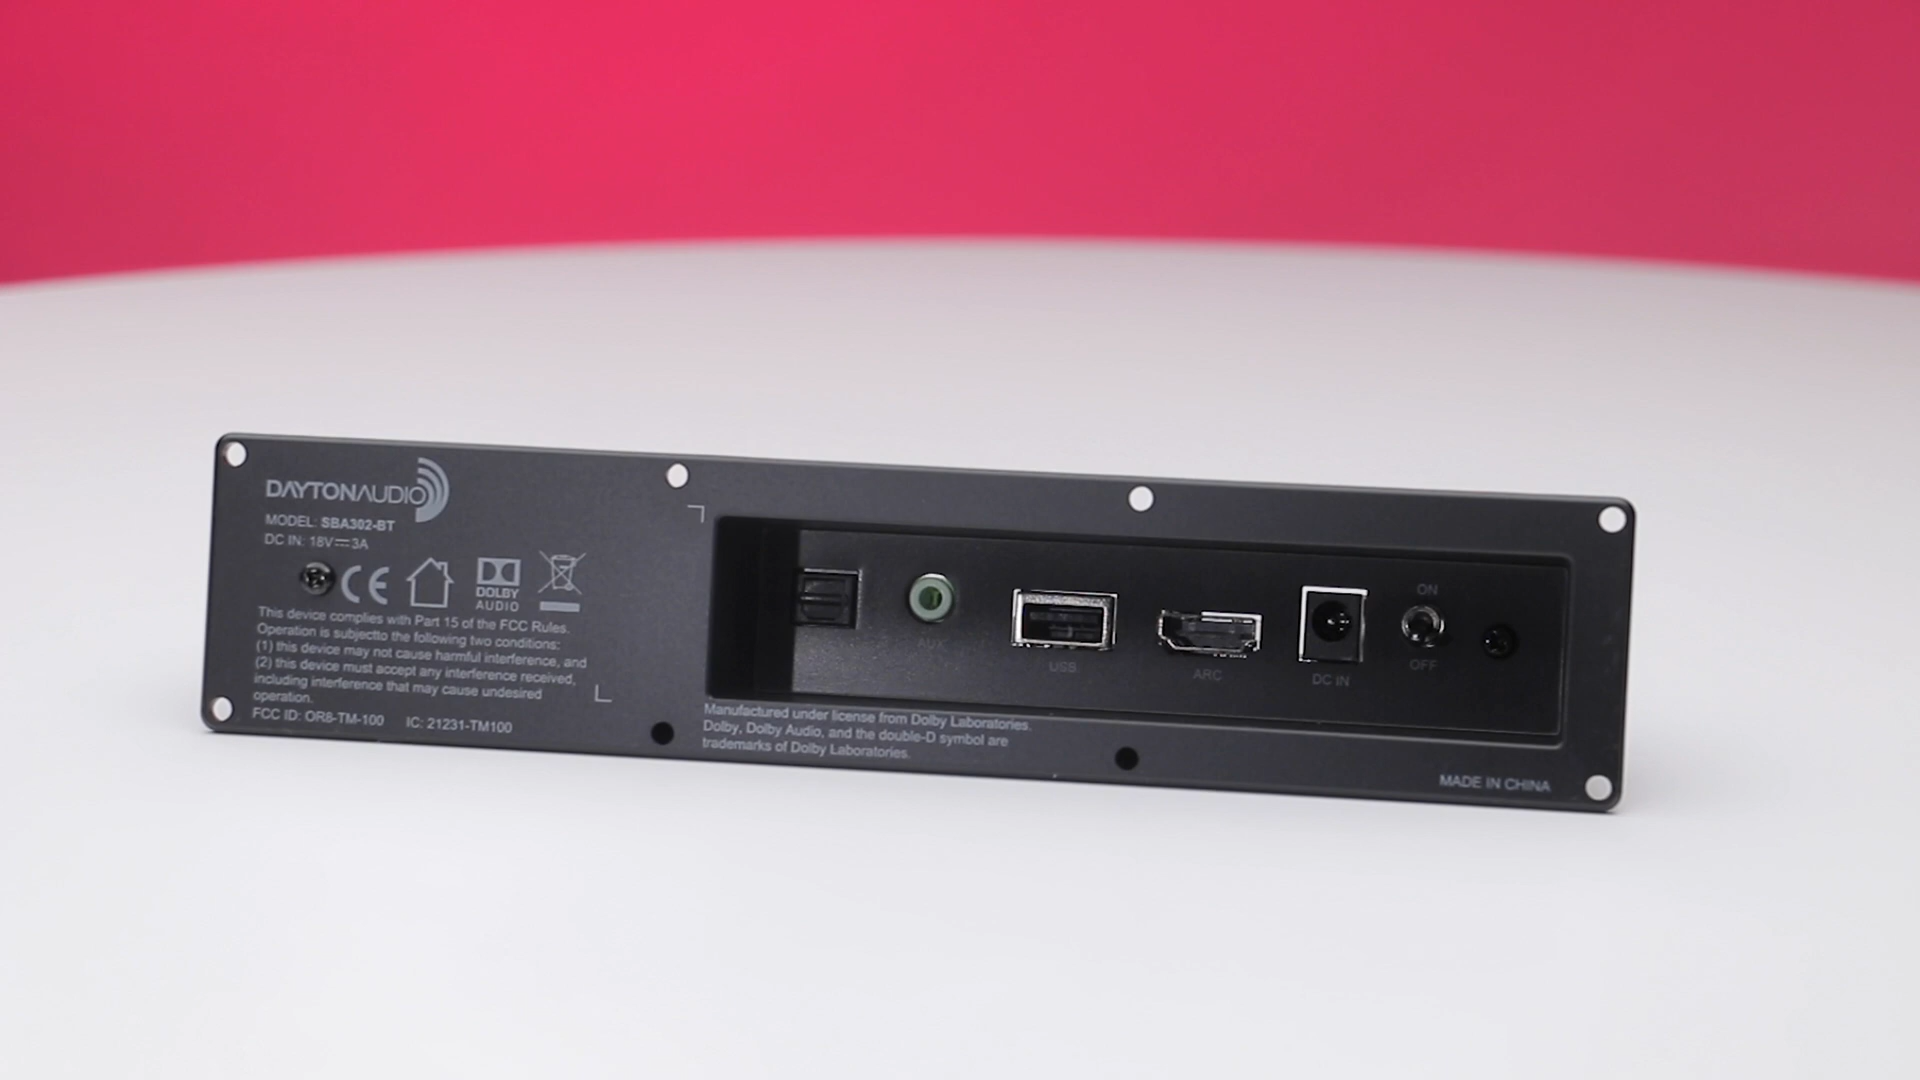 DAYTONAUDIO
MODEL: SBA302-BT
DC IN: 18V⎓3A
CE
DOLBY
AUDIO
This device complies with Part 15 of the FCC Rules.
Operation is subjectto the following two conditions:
(1) this device may not cause harmful interference, and
(2) this device must accept any interference received,
including interference that may cause undesired
operation.
FCC ID: OR8-TM-100 IC: 21231-TM100
AUX
USB
ARC
DC IN
ON
OFF
Manufactured under license from Dolby Laboratories.
Dolby, Dolby Audio, and the double-D symbol are
trademarks of Dolby Laboratories.
MADE IN CHINA